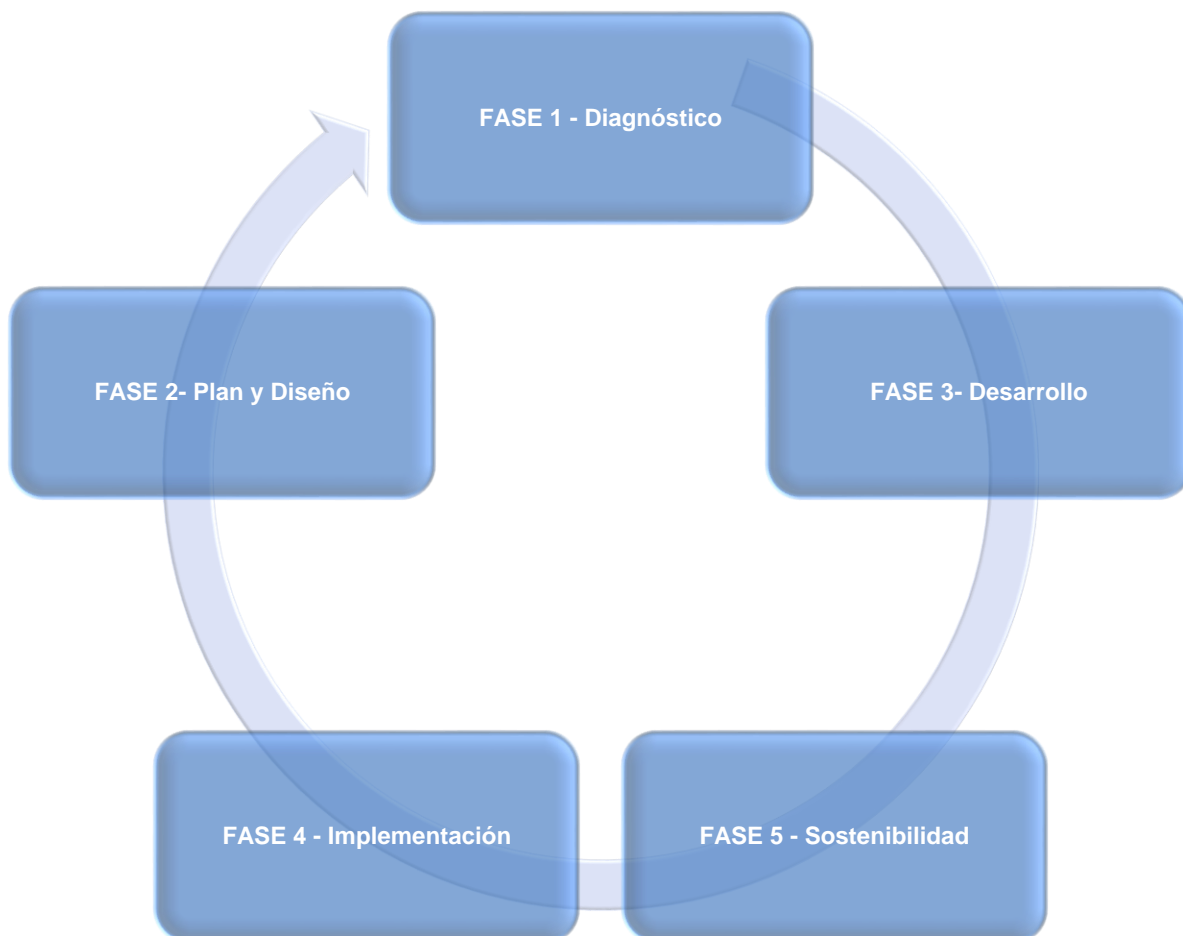 FASE 1 - Diagnóstico
FASE 2- Plan y Diseño
FASE 3- Desarrollo
FASE 4 - Implementación
FASE 5 - Sostenibilidad